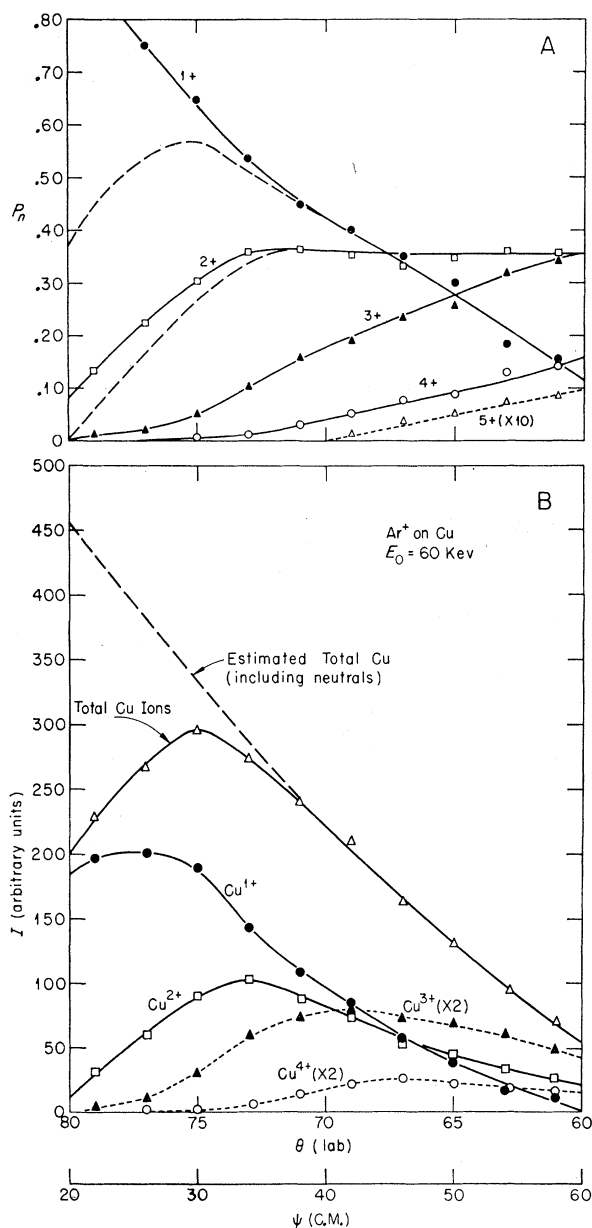 .80
A
1+
.70
.60
.50
Pn
.40
2+
.30
3+
.20
4+
.10
5+(X10)
0
500
B
450
Ar+ on Cu
E0 = 60 Kev
400
350
Estimated Total Cu
(including neutrals)
Total Cu Ions
300
250
I (arbitrary units)
200
Cu1+
150
100
Cu2+
Cu3+(X2)
50
Cu4+(X2)
0
80 75 70 65 60
θ (lab)
20 30 40 50 60
ψ (C.M.)